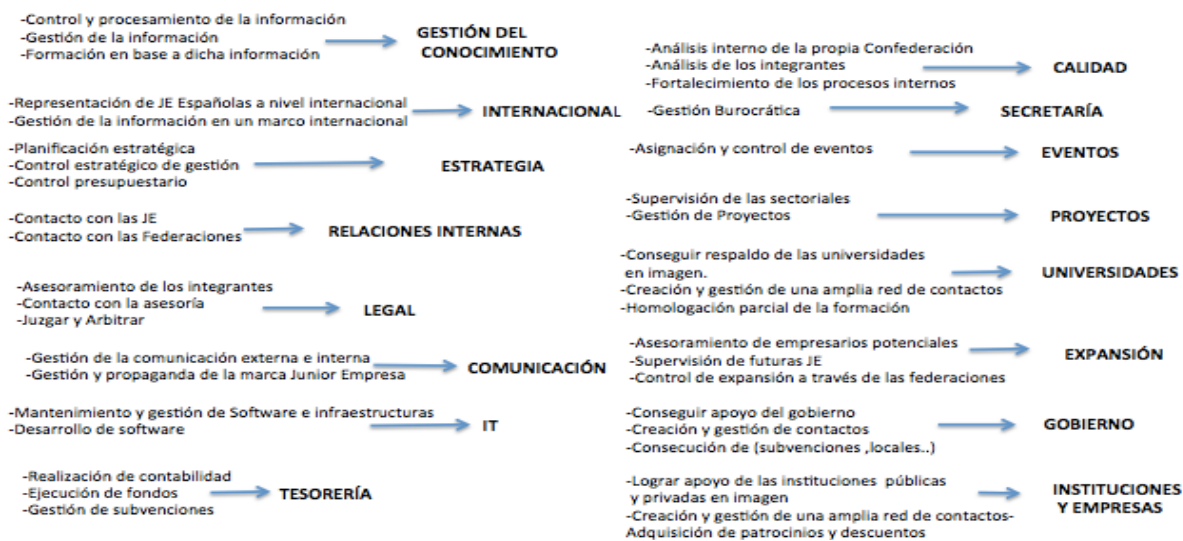 -Control y procesamiento de la información
-Gestión de la información
-Formación en base a dicha información
GESTIÓN DEL
CONOCIMIENTO
-Representación de JE Españolas a nivel internacional
-Gestión de la información en un marco internacional
INTERNACIONAL
-Planificación estratégica
-Control estratégico de gestión
-Control presupuestario
ESTRATEGIA
-Contacto con las JE
-Contacto con las Federaciones
RELACIONES INTERNAS
-Asesoramiento de los integrantes
-Contacto con la asesoría
-Juzgar y Arbitrar
LEGAL
-Gestión de la comunicación externa e interna
-Gestión y propaganda de la marca Junior Empresa
COMUNICACIÓN
-Mantenimiento y gestión de Software e infraestructuras
-Desarrollo de software
IT
-Realización de contabilidad
-Ejecución de fondos
-Gestión de subvenciones
TESORERÍA
-Análisis interno de la propia Confederación
-Análisis de los integrantes
-Fortalecimiento de los procesos internos
CALIDAD
-Gestión Burocrática
SECRETARÍA
-Asignación y control de eventos
EVENTOS
-Supervisión de las sectoriales
-Gestión de Proyectos
PROYECTOS
-Conseguir respaldo de las universidades
en imagen.
-Creación y gestión de una amplia red de contactos
-Homologación parcial de la formación
UNIVERSIDADES
-Asesoramiento de empresarios potenciales
-Supervisión de futuras JE
-Control de expansión a través de las federaciones
EXPANSIÓN
-Conseguir apoyo del gobierno
-Creación y gestión de contactos
-Consecución de (subvenciones ,locales..)
GOBIERNO
-Lograr apoyo de las instituciones públicas
y privadas en imagen
-Creación y gestión de una amplia red de contactos-
Adquisición de patrocinios y descuentos
INSTITUCIONES
Y EMPRESAS